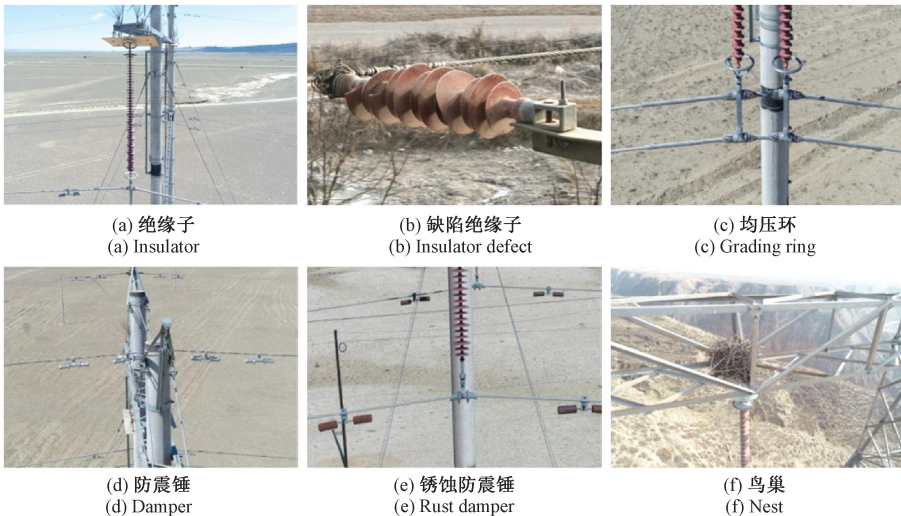 (a) 绝缘子
(a) Insulator
(b) 缺陷绝缘子
(b) Insulator defect
(c) 均压环
(c) Grading ring
(d) 防震锤
(d) Damper
(e) 锈蚀防震锤
(e) Rust damper
(f) 鸟巢
(f) Nest